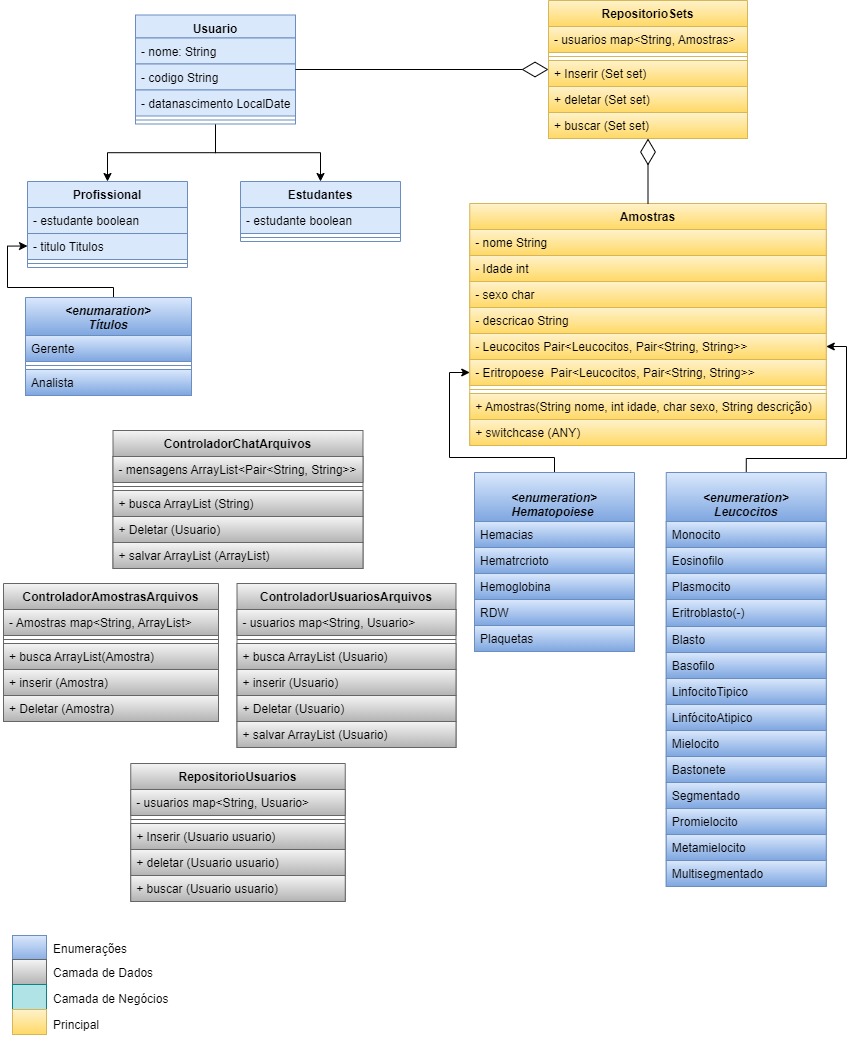 Usuario
- nome: String
- codigo String
- datanascimento LocalDate
RepositorioSets
- usuarios map<String, Amostras>
+ Inserir (Set set)
+ deletar (Set set)
+ buscar (Set set)
Profissional
- estudante boolean
- titulo Titulos
Estudantes
- estudante boolean
<enumaration>
Títulos
Gerente
Analista
Amostras
- nome String
- Idade int
- sexo char
- descricao String
- Leucocitos Pair<Leucocitos, Pair<String, String>>
- Eritropoese  Pair<Leucocitos, Pair<String, String>>
+ Amostras(String nome, int idade, char sexo, String descrição)
+ switchcase (ANY)
ControladorChatArquivos
- mensagens ArrayList<Pair<String, String>>
+ busca ArrayList (String)
+ Deletar (Usuario)
+ salvar ArrayList (ArrayList)
ControladorAmostrasArquivos
- Amostras map<String, ArrayList>
+ busca ArrayList(Amostra)
+ inserir (Amostra)
+ Deletar (Amostra)
ControladorUsuariosArquivos
- usuarios map<String, Usuario>
+ busca ArrayList (Usuario)
+ inserir (Usuario)
+ Deletar (Usuario)
+ salvar ArrayList (Usuario)
RepositorioUsuarios
- usuarios map<String, Usuario>
+ Inserir (Usuario usuario)
+ deletar (Usuario usuario)
+ buscar (Usuario usuario)
<enumeration>
Hematopoiese
Hemacias
Hematrcrioto
Hemoglobina
RDW
Plaquetas
<enumeration>
Leucocitos
Monocito
Eosinofilo
Plasmocito
Eritroblasto(-)
Blasto
Basofilo
LinfocitoTipico
LinfócitoAtipico
Mielocito
Bastonete
Segmentado
Promielocito
Metamielocito
Multisegmentado
Enumerações
Camada de Dados
Camada de Negócios
Principal